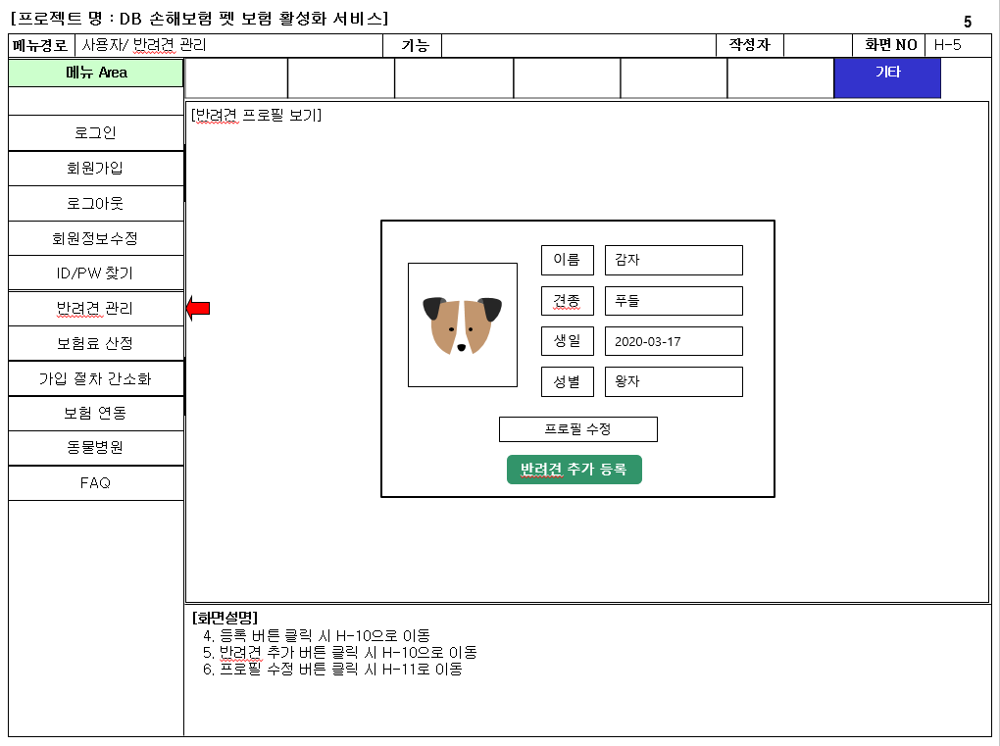 [프로젝트 명 : DB 손해보험 펫 보험 활성화 서비스]
5
메뉴경로 사용자/ 반려견 관리 기능 작성자 화면 NO H-5
메뉴 Area
기타
로그인
회원가입
로그아웃
회원정보수정
ID/PW 찾기
반려견 관리
보험료 산정
가입 절차 간소화
보험 연동
동물병원
FAQ
[반려견 프로필 보기]
이름 감자
견종 푸들
생일 2020-03-17
성별 왕자
프로필 수정
반려견 추가 등록
[화면설명]
4. 등록 버튼 클릭 시 H-10으로 이동
5. 반려견 추가 버튼 클릭 시 H-10으로 이동
6. 프로필 수정 버튼 클릭 시 H-11로 이동